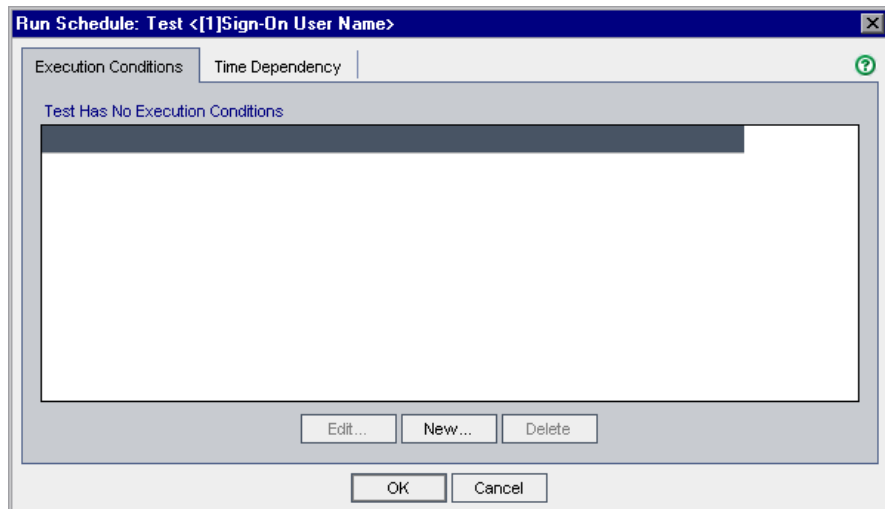 Run Schedule: Test <[1]Sign-On User Name>
Execution Conditions Time Dependency
Test Has No Execution Conditions
Edit... New... Delete
OK Cancel